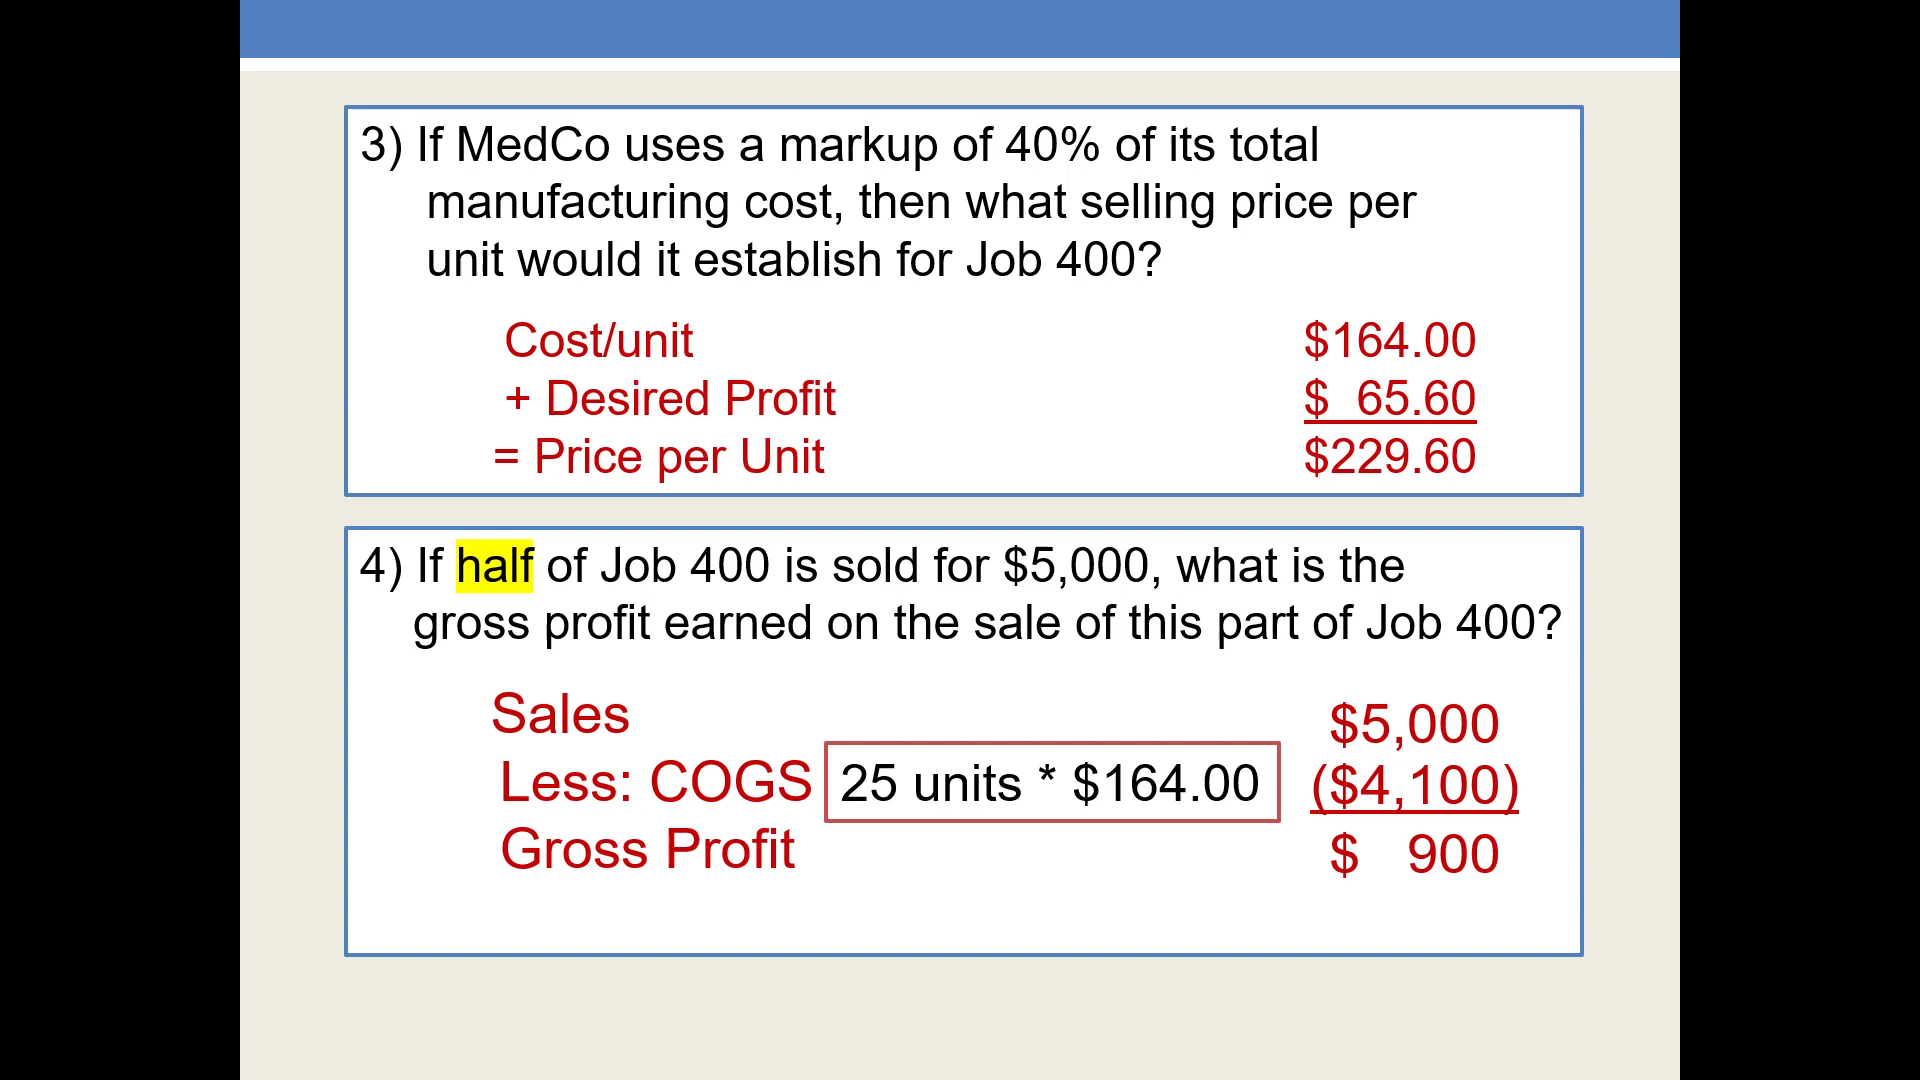 3) If MedCo uses a markup of 40% of its total
manufacturing cost, then what selling price per
unit would it establish for Job 400?
Cost/unit $164.00
+ Desired Profit $ 65.60
= Price per Unit $229.60
4) If half of Job 400 is sold for $5,000, what is the
gross profit earned on the sale of this part of Job 400?
Sales $5,000
Less: COGS 25 units * $164.00 ($4,100)
Gross Profit $ 900